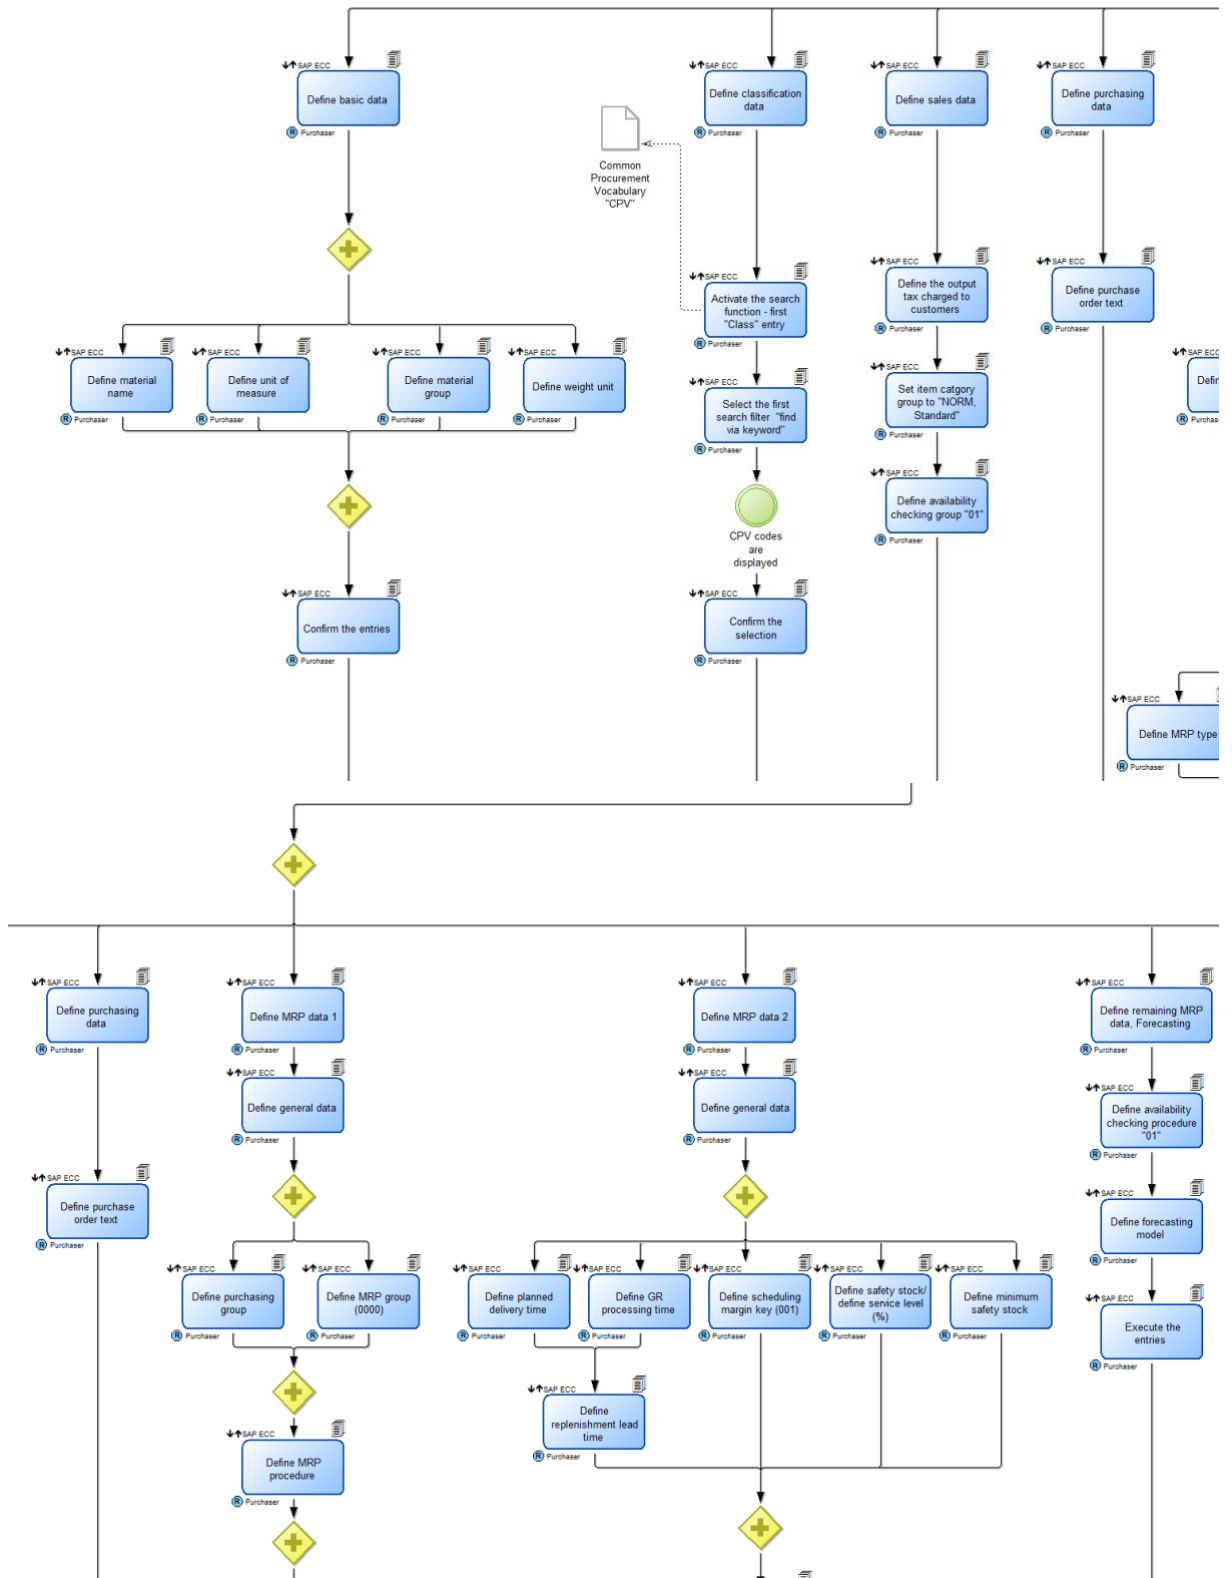 SAP ECC
SAP ECC
SAP ECC
SAP ECC
Define basic data
Define classification
data
Define sales data
Define purchasing
data
Purchaser
Purchaser
Purchaser
Purchaser
Common
Procurement
Vocabulary
"CPV"
SAP ECC
SAP ECC
SAP ECC
Activate the search
function - first
"Class" entry
Define the output
tax charged to
customers
Define purchase
order text
Purchaser
Purchaser
Purchaser
SAP ECC
SAP ECC
SAP ECC
SAP ECC
SAP ECC
SAP ECC
SAP ECC
Define material
name
Define unit of
measure
Define material
group
Define weight unit
Select the first
search filter "find
via keyword"
Set item catgory
group to "NORM,
Standard"
Purchaser
Purchaser
Purchaser
Purchaser
Purchaser
Purchaser
SAP ECC
Define availability
checking group "01"
Purchaser
CPV codes
are
displayed
SAP ECC
SAP ECC
Confirm the entries
Confirm the
selection
Purchaser
Purchaser
SAP ECC
Define MRP type
Purchaser
SAP ECC
SAP ECC
SAP ECC
SAP ECC
Define purchasing
data
Define MRP data 1
Define MRP data 2
Define remaining MRP
data, Forecasting
Purchaser
Purchaser
Purchaser
Purchaser
SAP ECC
SAP ECC
SAP ECC
Define general data
Define general data
Define availability
checking procedure
"01"
Purchaser
Purchaser
Purchaser
SAP ECC
SAP ECC
Define purchase
order text
Define forecasting
model
Purchaser
Purchaser
SAP ECC
SAP ECC
SAP ECC
SAP ECC
SAP ECC
SAP ECC
SAP ECC
SAP ECC
Define purchasing
group
Define MRP group
(0000)
Define planned
delivery time
Define GR
processing time
Define scheduling
margin key (001)
Define safety stock/
define service level
(%)
Define minimum
safety stock
Execute the
entries
Purchaser
Purchaser
Purchaser
Purchaser
Purchaser
Purchaser
Purchaser
Purchaser
SAP ECC
Define
replenishment lead
time
Purchaser
SAP ECC
Define MRP
procedure
Purchaser